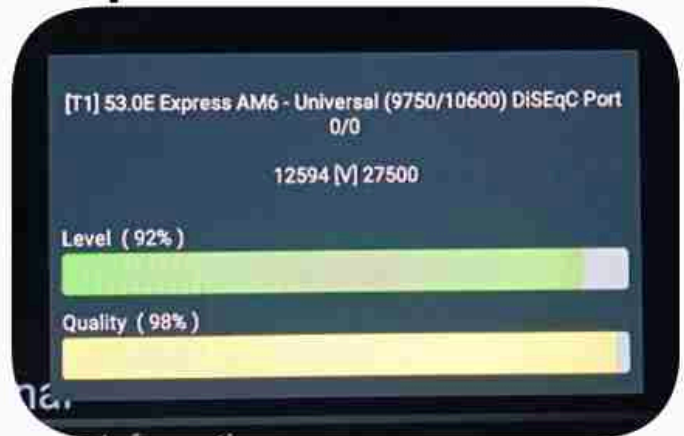 [T1] 53.0E Express AM6 - Universal (9750/10600) DiSEqC Port
0/0
12594 [V] 27500
Level ( 92% )
Quality ( 98% )